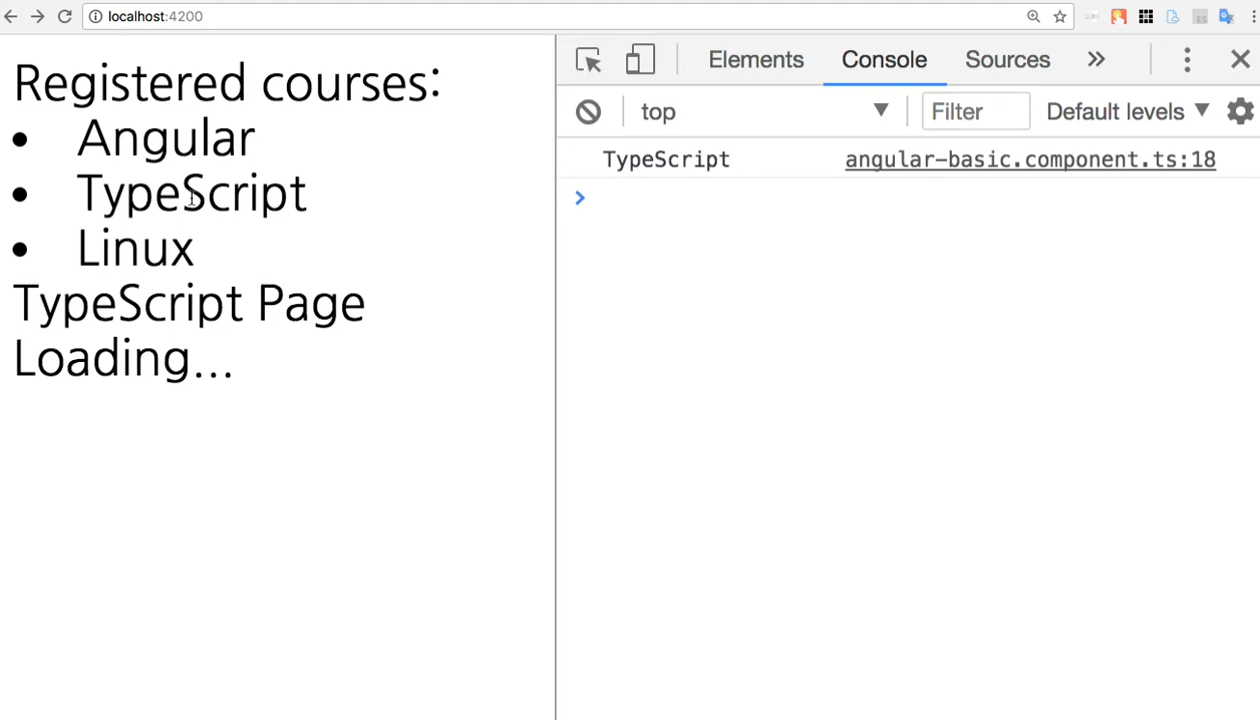 localhost:4200
Registered courses:
• Angular
• TypeScript
• Linux
TypeScript Page
Loading...
Elements Console Sources
top Filter Default levels
TypeScript angular-basic.component.ts:18